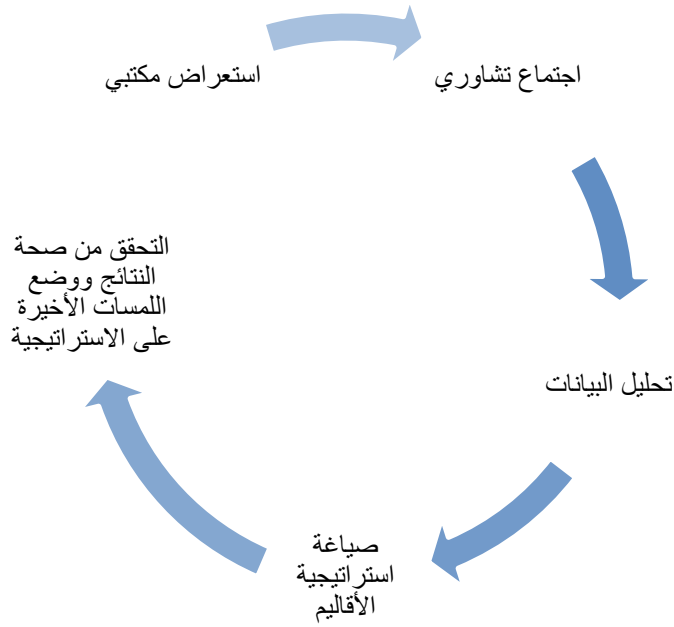 استعراض مكتبي
اجتماع تشاوري
تحليل البيانات
صياغة
استراتيجية
الأقاليم
التحقق من صحة
النتائج ووضع
اللمسات الأخيرة
على الاستراتيجية